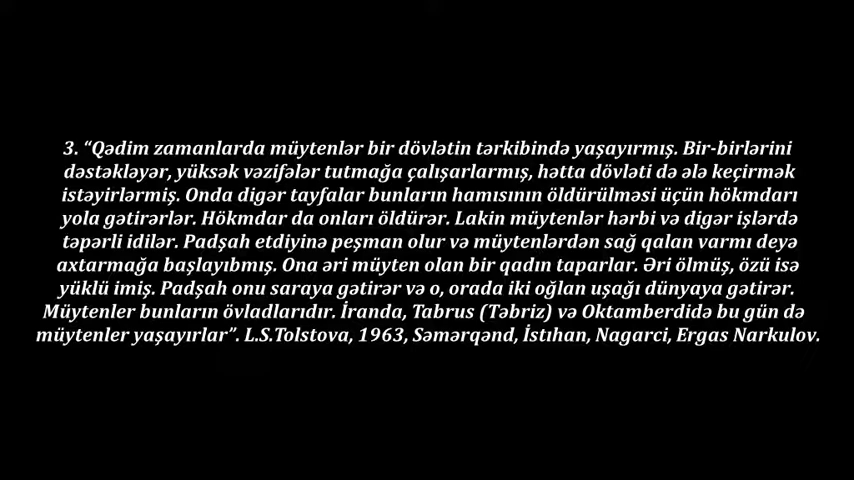 3. “Qədim zamanlarda müytenlər bir dövlətin tərkibində yaşayırmış. Bir-birlərini
dəstəkləyər, yüksək vəzifələr tutmağa çalışarlarmış, hətta dövləti də ələ keçirmək
istəyirlərmiş. Onda digər tayfalar bunların hamısının öldürülməsi üçün hökmdarı
yola gətirərlər. Hökmdar da onları öldürər. Lakin müytenlər hərbi və digər işlərdə
təpərli idilər. Padşah etdiyinə peşman olur və müytenlərdən sağ qalan varmı deyə
axtarmağa başlayıbmış. Ona əri müyten olan bir qadın taparlar. Əri ölmüş, özü isə
yüklü imiş. Padşah onu saraya gətirər və o, orada iki oğlan uşağı dünyaya gətirər.
Müytenler bunların övladlarıdır. İranda, Tabrus (Təbriz) və Oktamberdidə bu gün də
müytenler yaşayırlar”. L.S.Tolstova, 1963, Səmərqənd, İstıhan, Nagarci, Ergas Narkulov.